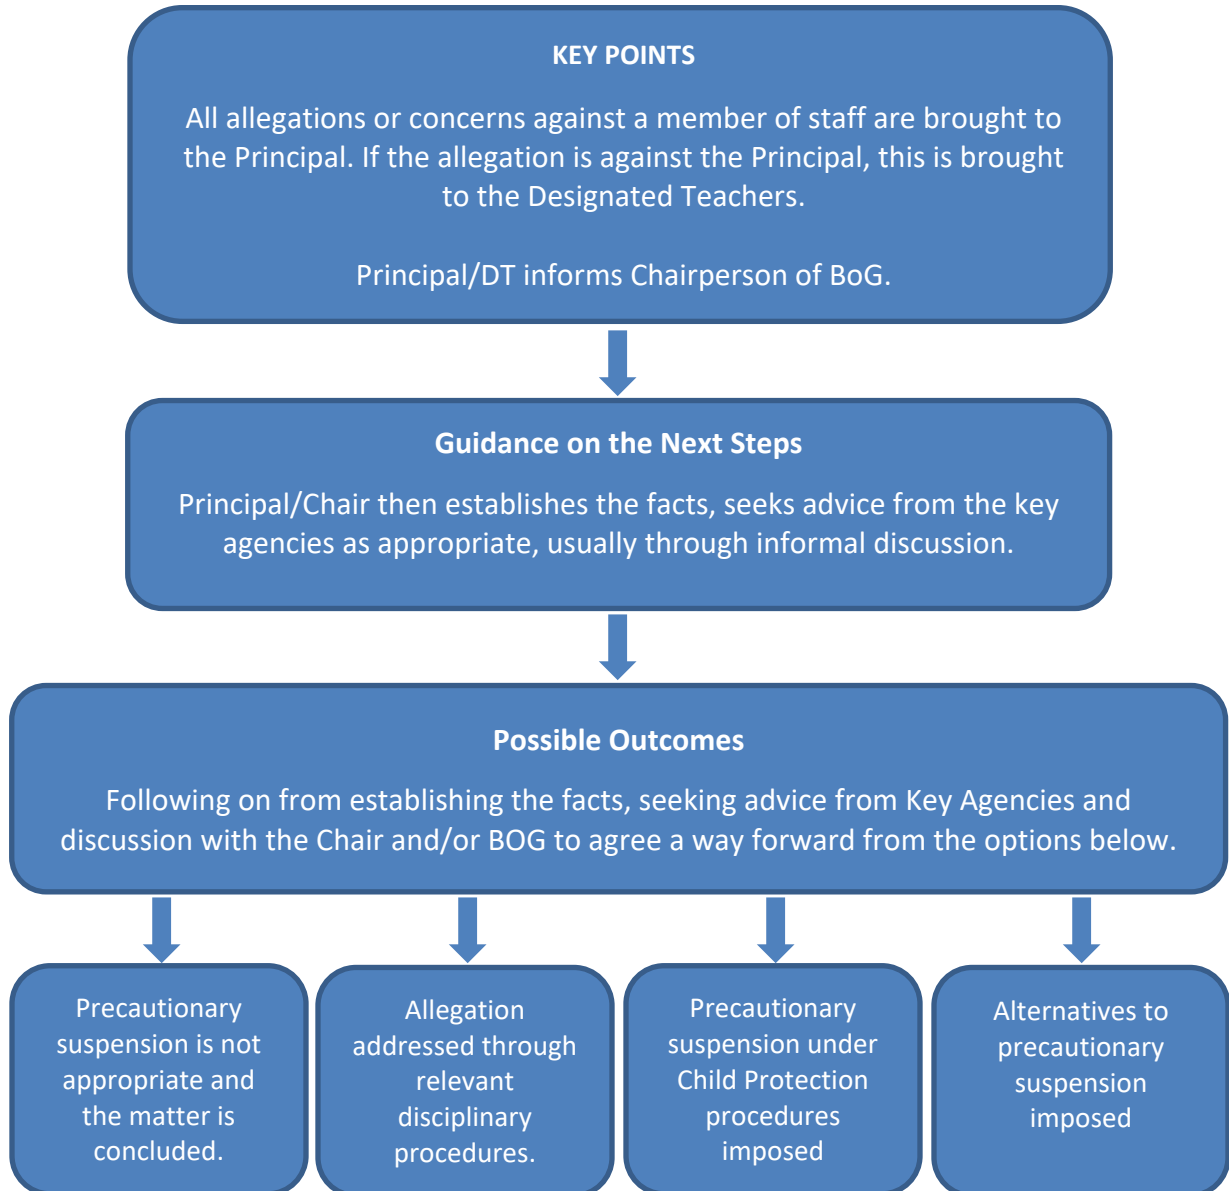 KEY POINTS
All allegations or concerns against a member of staff are brought to
the Principal. If the allegation is against the Principal, this is brought
to the Designated Teachers.
Principal/DT informs Chairperson of BoG.
Guidance on the Next Steps
Principal/Chair then establishes the facts, seeks advice from the key
agencies as appropriate, usually through informal discussion.
Possible Outcomes
Following on from establishing the facts, seeking advice from Key Agencies and
discussion with the Chair and/or BOG to agree a way forward from the options below.
Precautionary
suspension is not
appropriate and
the matter is
concluded.
Allegation
addressed through
relevant
disciplinary
procedures.
Precautionary
suspension under
Child Protection
procedures
imposed
Alternatives to
precautionary
suspension
imposed